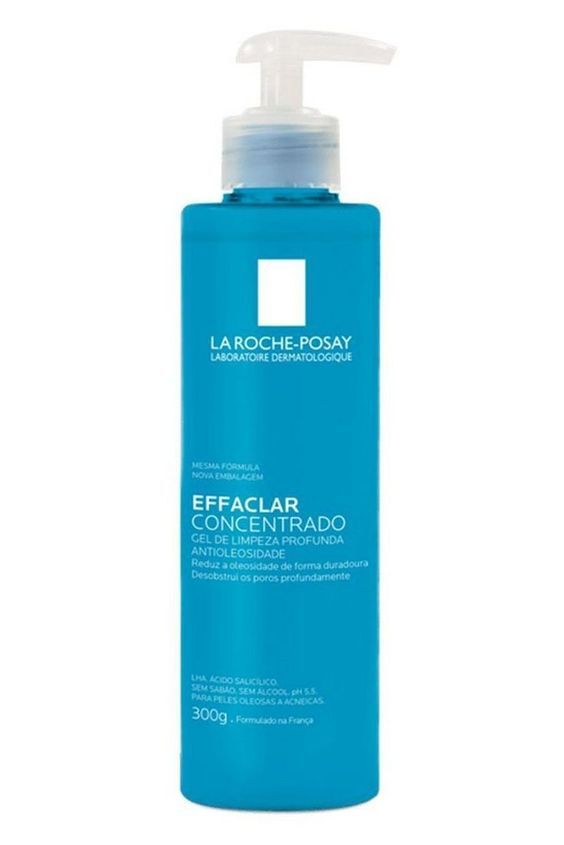 LA ROCHE-POSAY
LABORATOIRE DERMATOLOGIQUE
MESMA FÓRMULA
NOVA EMBALAGEM
EFFACLAR
CONCENTRADO
GEL DE LIMPEZA PROFUNDA
ANTIOLEOSIDADE
Reduz a oleosidade de forma duradoura
Desobstrui os poros profundamente
LHA, ÁCIDO SALICÍLICO.
SEM SABÃO, SEM ÁLCOOL, pH 5.5.
PARA PELES OLEOSAS A ACNEICAS.
300g. Formulado na França